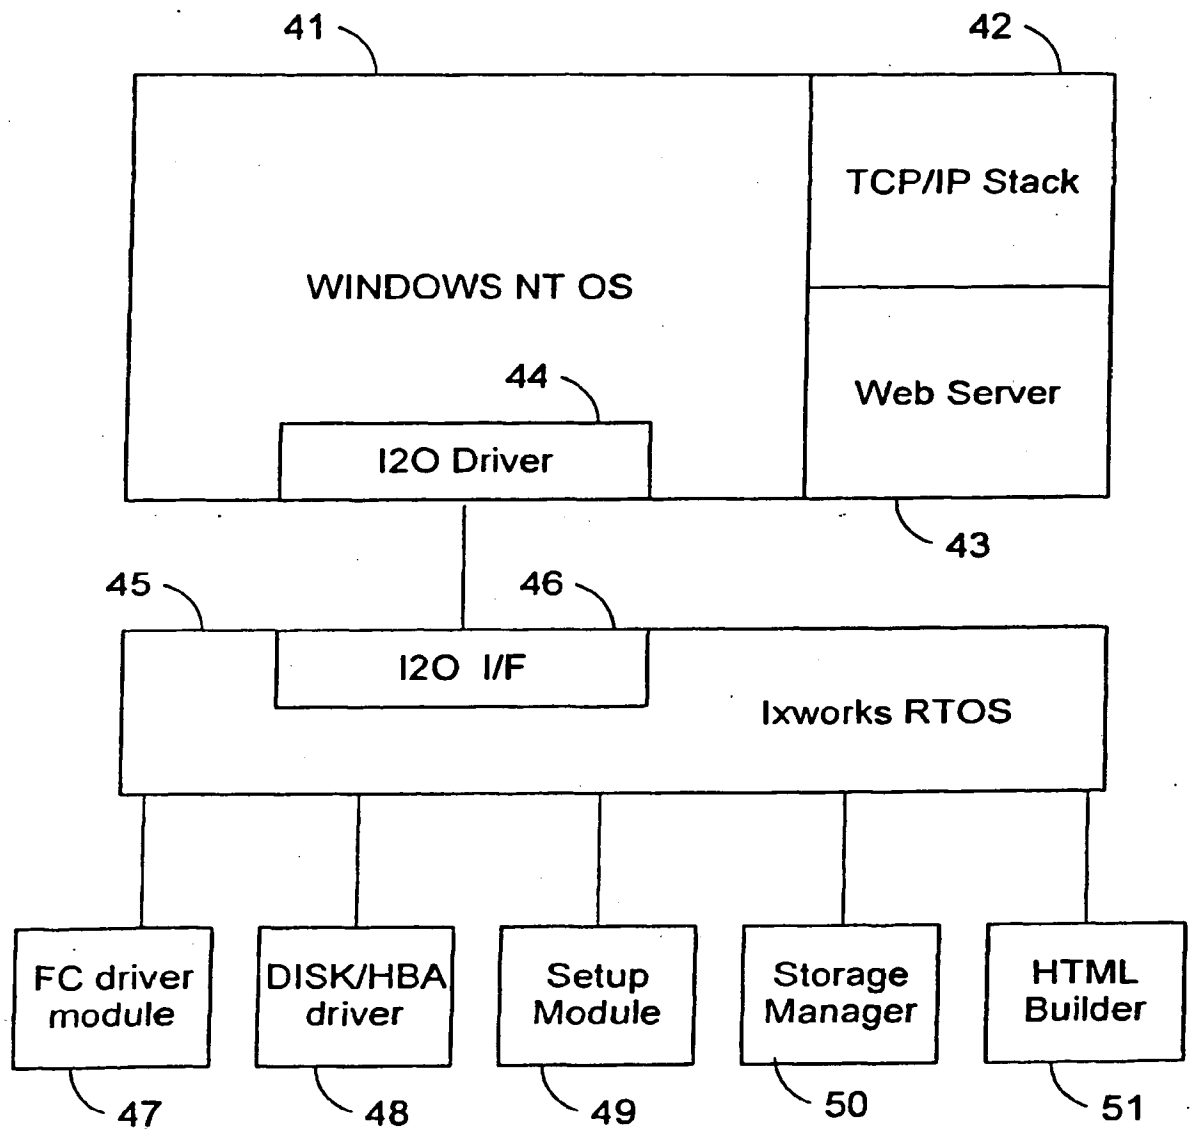 41
42
TCP/IP Stack
WINDOWS NT OS
44
Web Server
I2O Driver
43
45
46
I2O I/F
Ixworks RTOS
FC driver
module
DISK/HBA
driver
Setup
Module
Storage
Manager
HTML
Builder
47
48
49
50
51